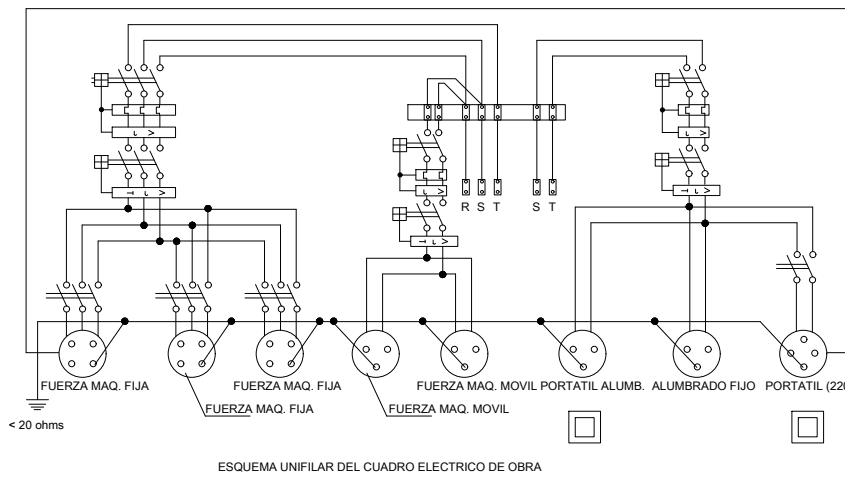 R S T S T
FUERZA MAQ. FIJA
FUERZA MAQ. FIJA
FUERZA MAQ. MOVIL
PORTATIL ALUMB.
ALUMBRADO FIJO
PORTATIL (220
FUERZA MAQ. FIJA
FUERZA MAQ. MOVIL
< 20 ohms
ESQUEMA UNIFILAR DEL CUADRO ELECTRICO DE OBRA